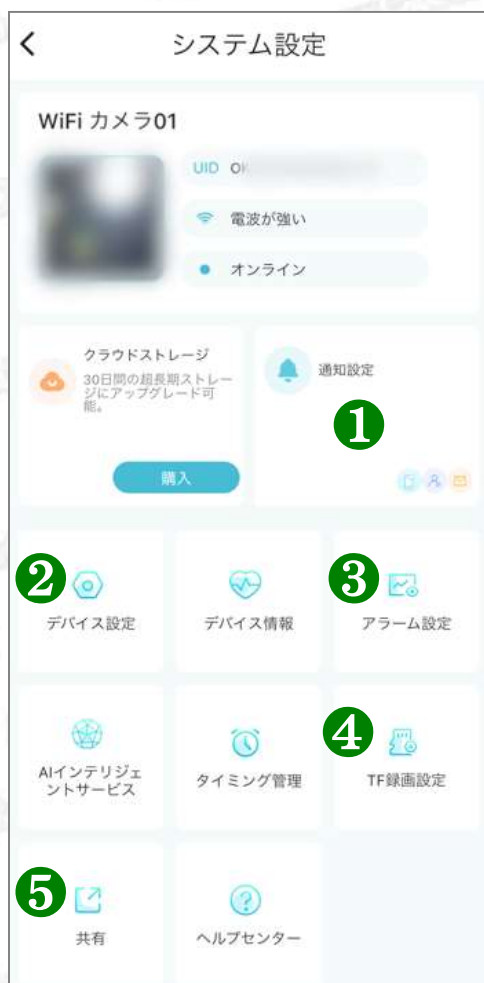 システム設定
WiFi カメラ01
UID
電波が強い
オンライン
クラウドストレージ
30日間の超長期ストレー
ジにアップグレード可
能。
購入
通知設定
❶
❷
デバイス設定
デバイス情報
❸
アラーム設定
AIインテリジェ
ントサービス
タイミング管理
❹
TF録画設定
❺
共有
ヘルプセンター